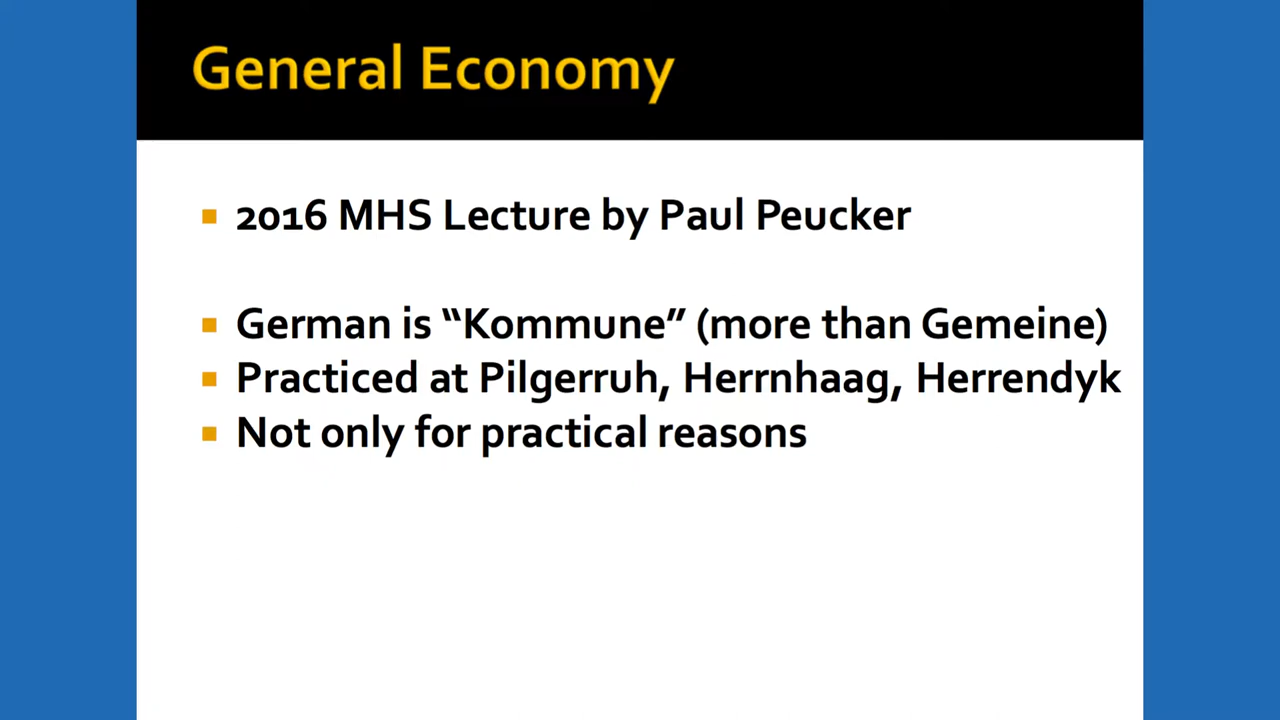 General Economy
2016 MHS Lecture by Paul Peucker
German is “Kommune” (more than Gemeine)
Practiced at Pilgerruh, Herrnhaag, Herrendyk
Not only for practical reasons